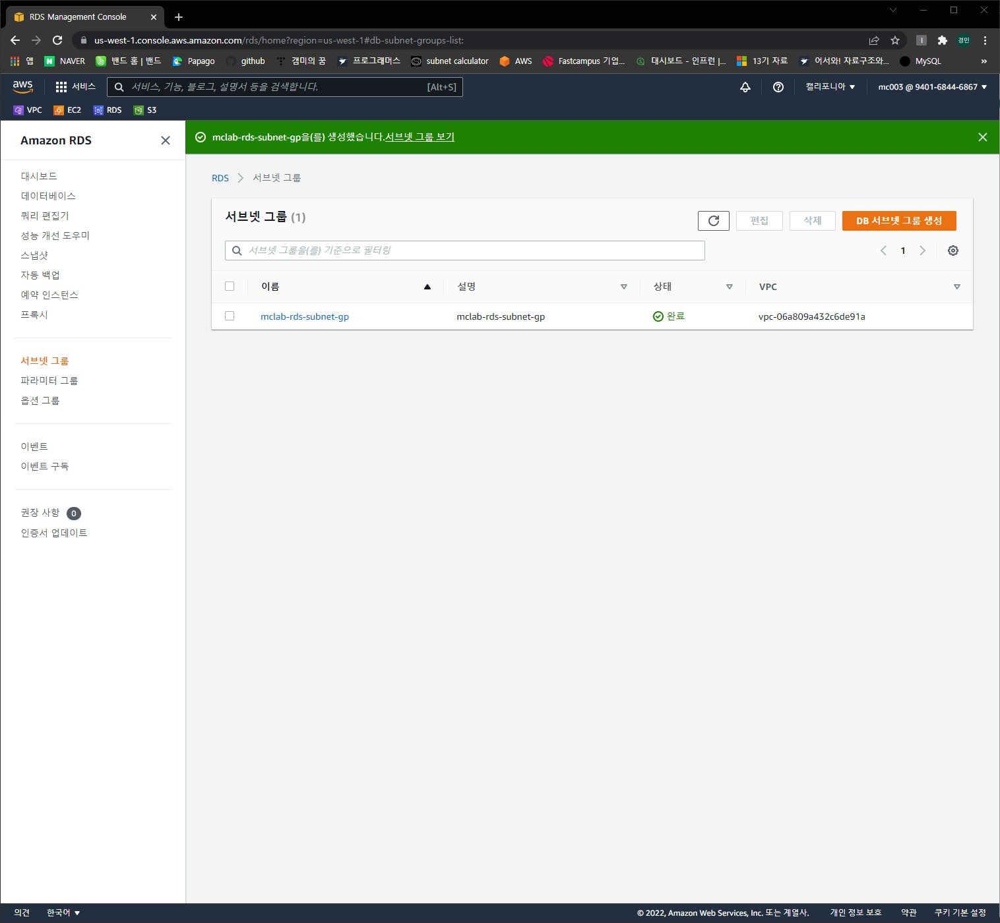 RDS Management Console
us-west-1.console.aws.amazon.com/rds/home?region=us-west-1#db-subnet-groups-list:
경민
앱 NAVER 밴드 홈 | 밴드 Papago github 캠미의 꿈 프로그래머스 subnet calculator AWS Fastcampus 기업... 대시보드 - 인프런 |... 13기 자료 어서와! 자료구조와... MySQL »
aws 서비스 서비스, 기능, 블로그, 설명서 등을 검색합니다. [Alt+S] 캘리포니아 mc003 @ 9401-6844-6867
VPC EC2 RDS S3
Amazon RDS
대시보드
데이터베이스
쿼리 편집기
성능 개선 도우미
스냅샷
자동 백업
예약 인스턴스
프록시
서브넷 그룹
파라미터 그룹
옵션 그룹
이벤트
이벤트 구독
권장 사항 0
인증서 업데이트
mclab-rds-subnet-gp을(를) 생성했습니다.서브넷 그룹 보기
RDS 서브넷 그룹
서브넷 그룹 (1)
편집 삭제 DB 서브넷 그룹 생성
서브넷 그룹을(를) 기준으로 필터링
1
이름 설명 상태 VPC
mclab-rds-subnet-gp mclab-rds-subnet-gp 완료 vpc-06a809a432c6de91a
의견 한국어 © 2022, Amazon Web Services, Inc. 또는 계열사. 개인 정보 보호 약관 쿠키 기본 설정